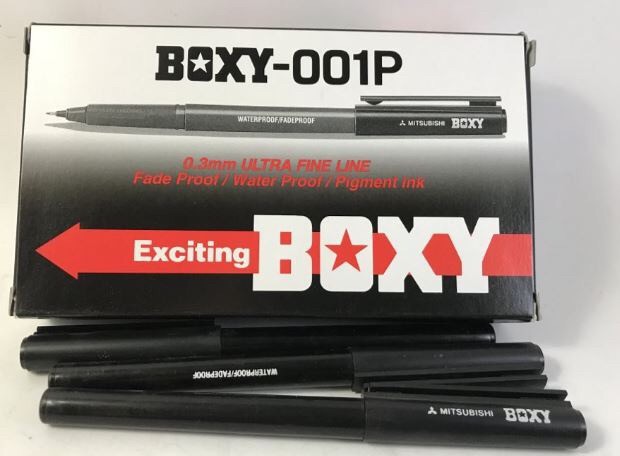 BOXY-001P
WATERPROOF/FADEPROOF
MITSUBISHI BOXY
0.3mm ULTRA FINE LINE
Fade Proof / Water Proof / Pigment Ink
Exciting BOXY
WATERPROOF/FADEPROOF
MITSUBISHI BOXY